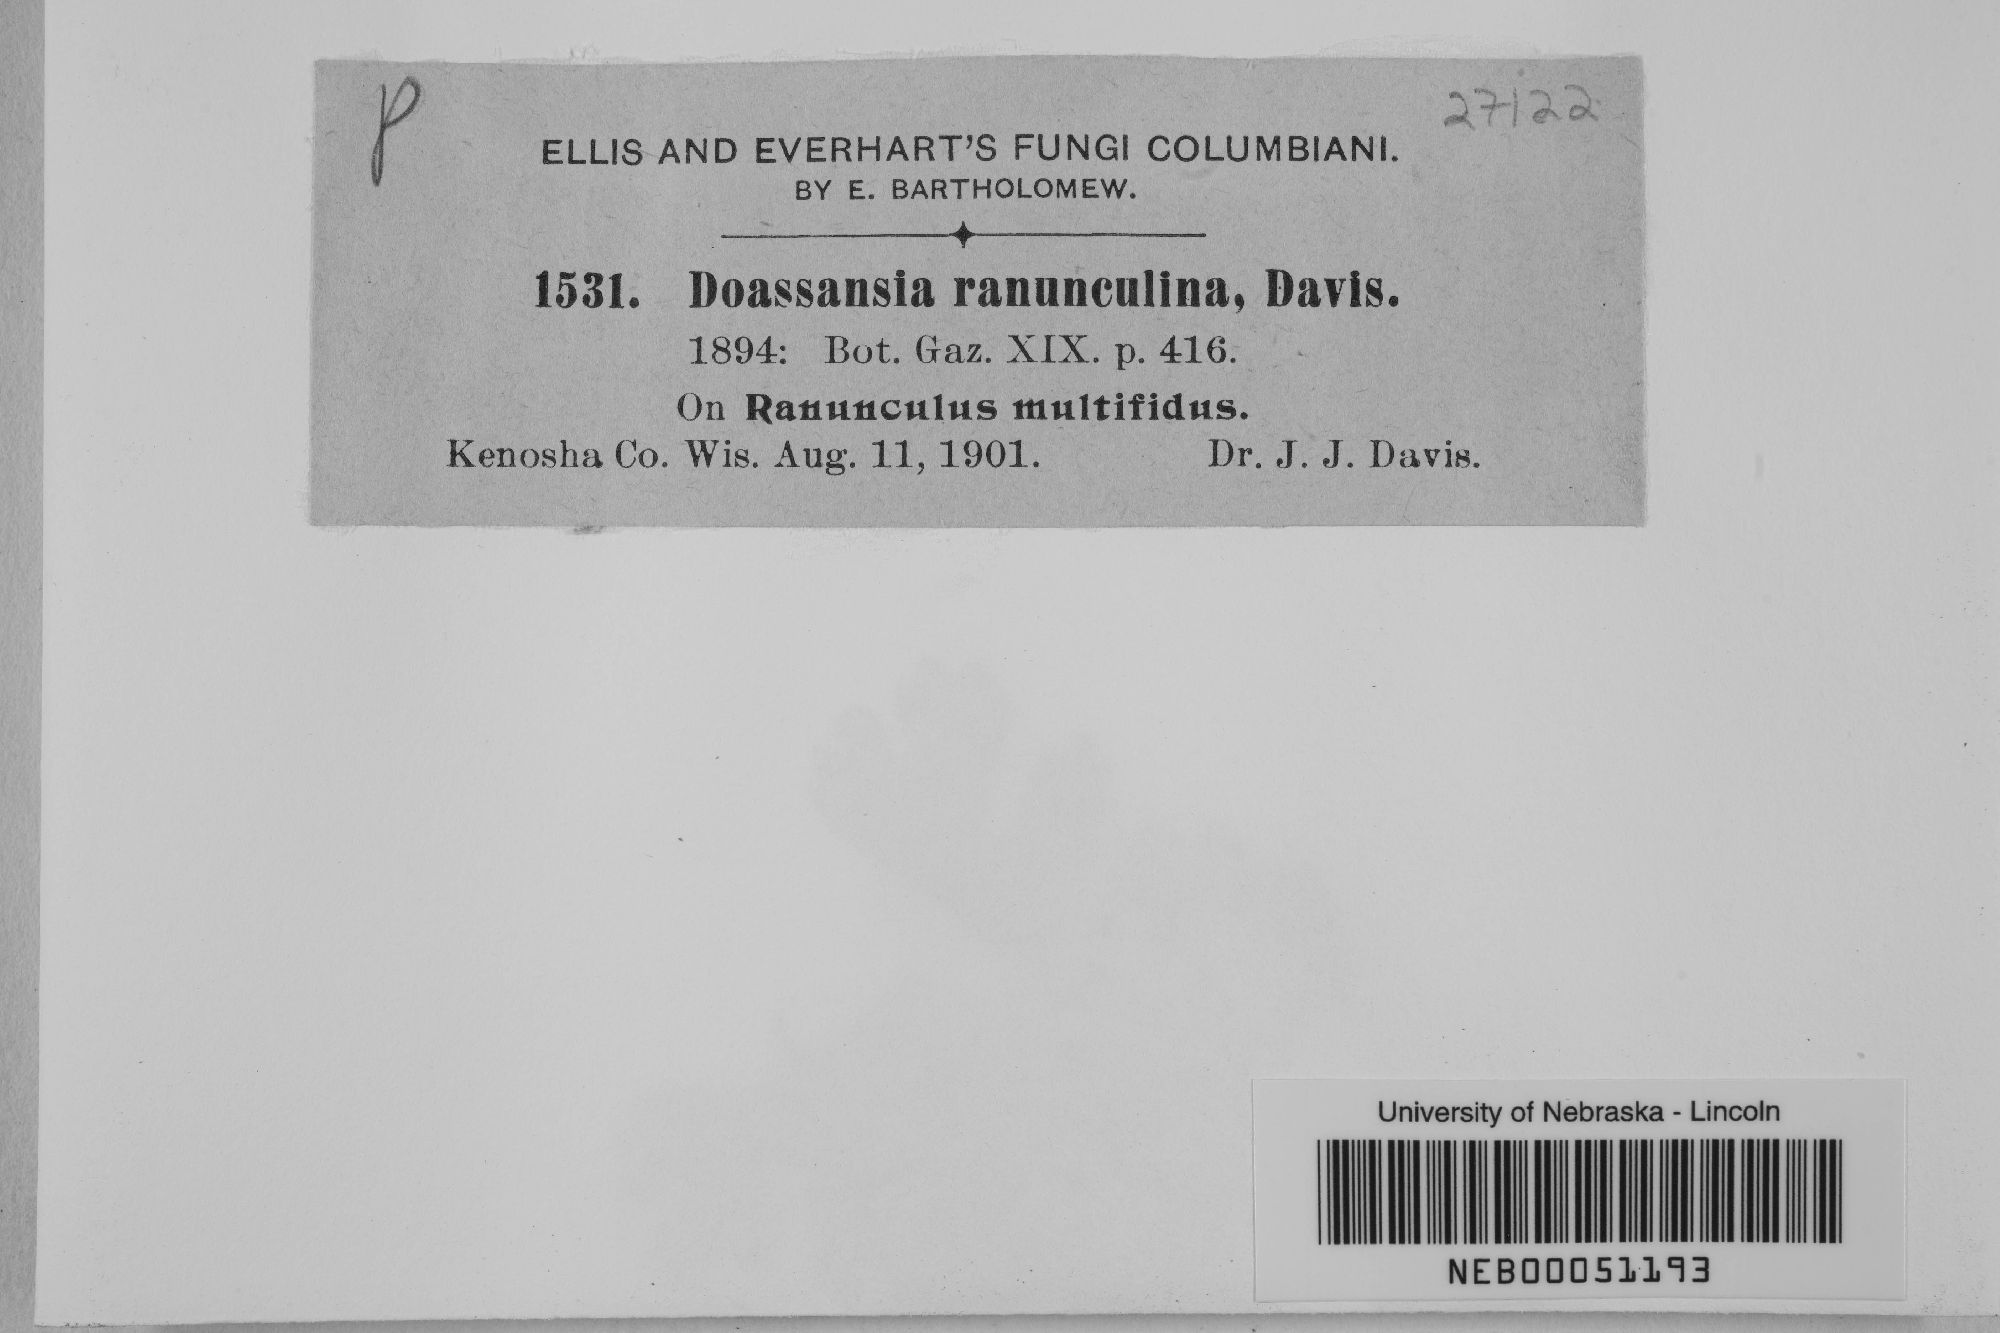 p
27122
ELLIS AND EVERHART'S FUNGI COLUMBIANI.
BY E. BARTHOLOMEW.
1531. Doassansia ranunculina, Davis.
1894: Bot. Gaz. XIX. p. 416.
On Ranunculus multifidus.
Kenosha Co. Wis. Aug. 11, 1901. Dr. J. J. Davis.
University of Nebraska - Lincoln
NEB00051193